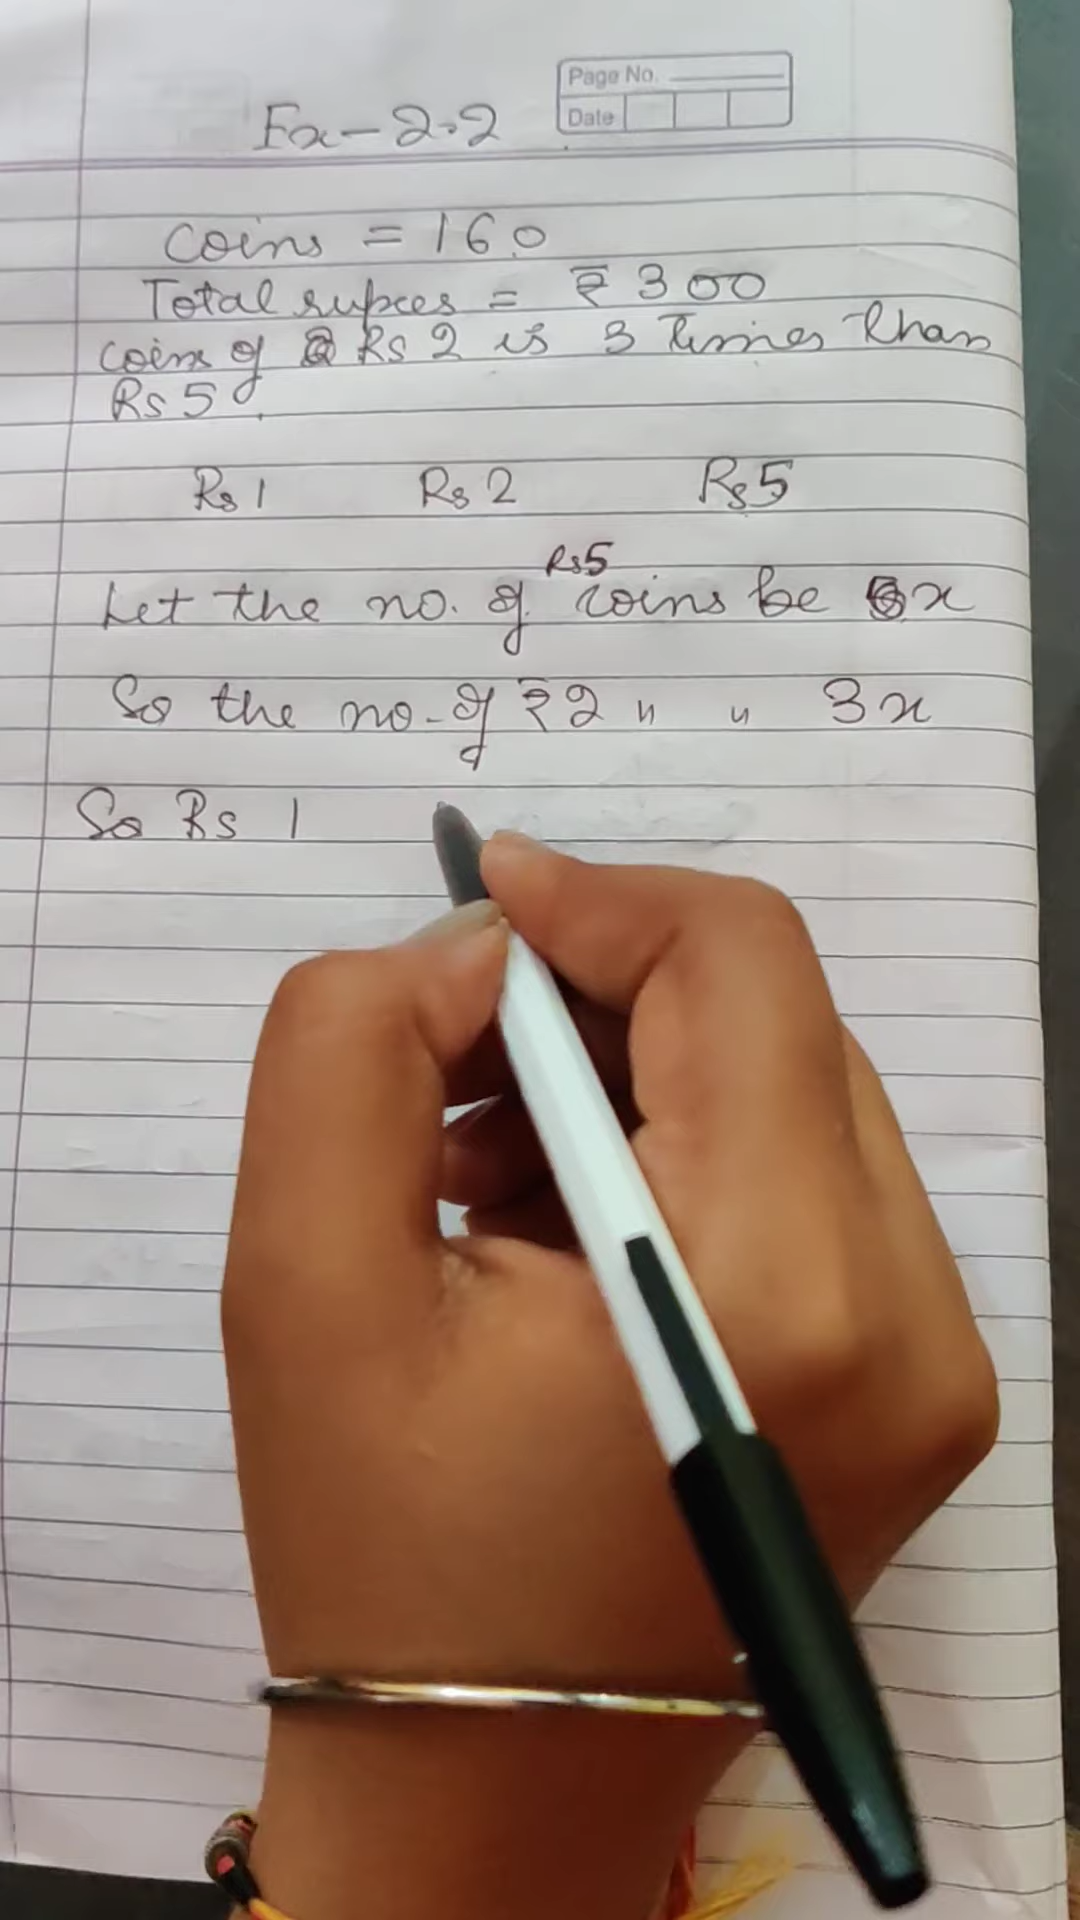 Page No.
Date
Ex-2.2
Coins = 160
Total rupees = ₹ 300
coins of Rs 2 is 3 times than
Rs 5.
Rs 1 Rs 2 Rs 5
Rs5
Let the no. of coins be x
So the no. of ₹2 " " 3x
So Rs 1